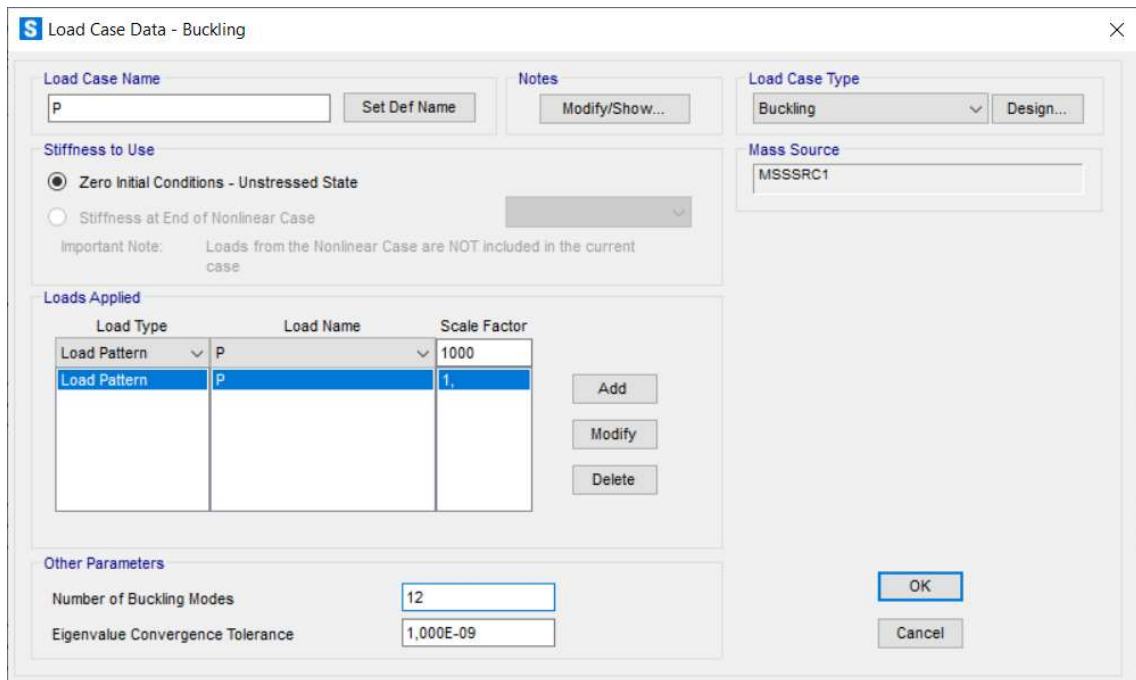 S Load Case Data - Buckling
Load Case Name
P
Set Def Name
Notes
Modify/Show...
Load Case Type
Buckling
Design...
Stiffness to Use
Zero Initial Conditions - Unstressed State
Stiffness at End of Nonlinear Case
Important Note: Loads from the Nonlinear Case are NOT included in the current
case
Mass Source
MSSSRC1
Loads Applied
Load Type Load Name Scale Factor
Load Pattern P 1000
Load Pattern P 1,
Add
Modify
Delete
Other Parameters
Number of Buckling Modes 12
Eigenvalue Convergence Tolerance 1,000E-09
OK
Cancel